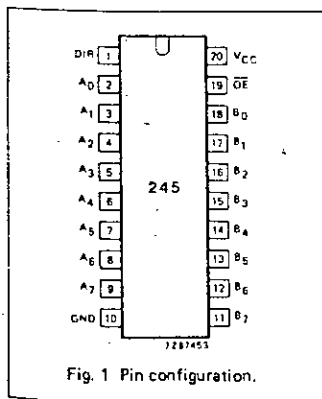 DIR 1 20 VCC
A0 2 19 OE
A1 3 18 B0
A2 4 17 B1
A3 5 16 B2
245
A4 6 15 B3
A5 7 14 B4
A6 8 13 B5
A7 9 12 B6
GND 10 11 B7
7Z87453
Fig. 1 Pin configuration.